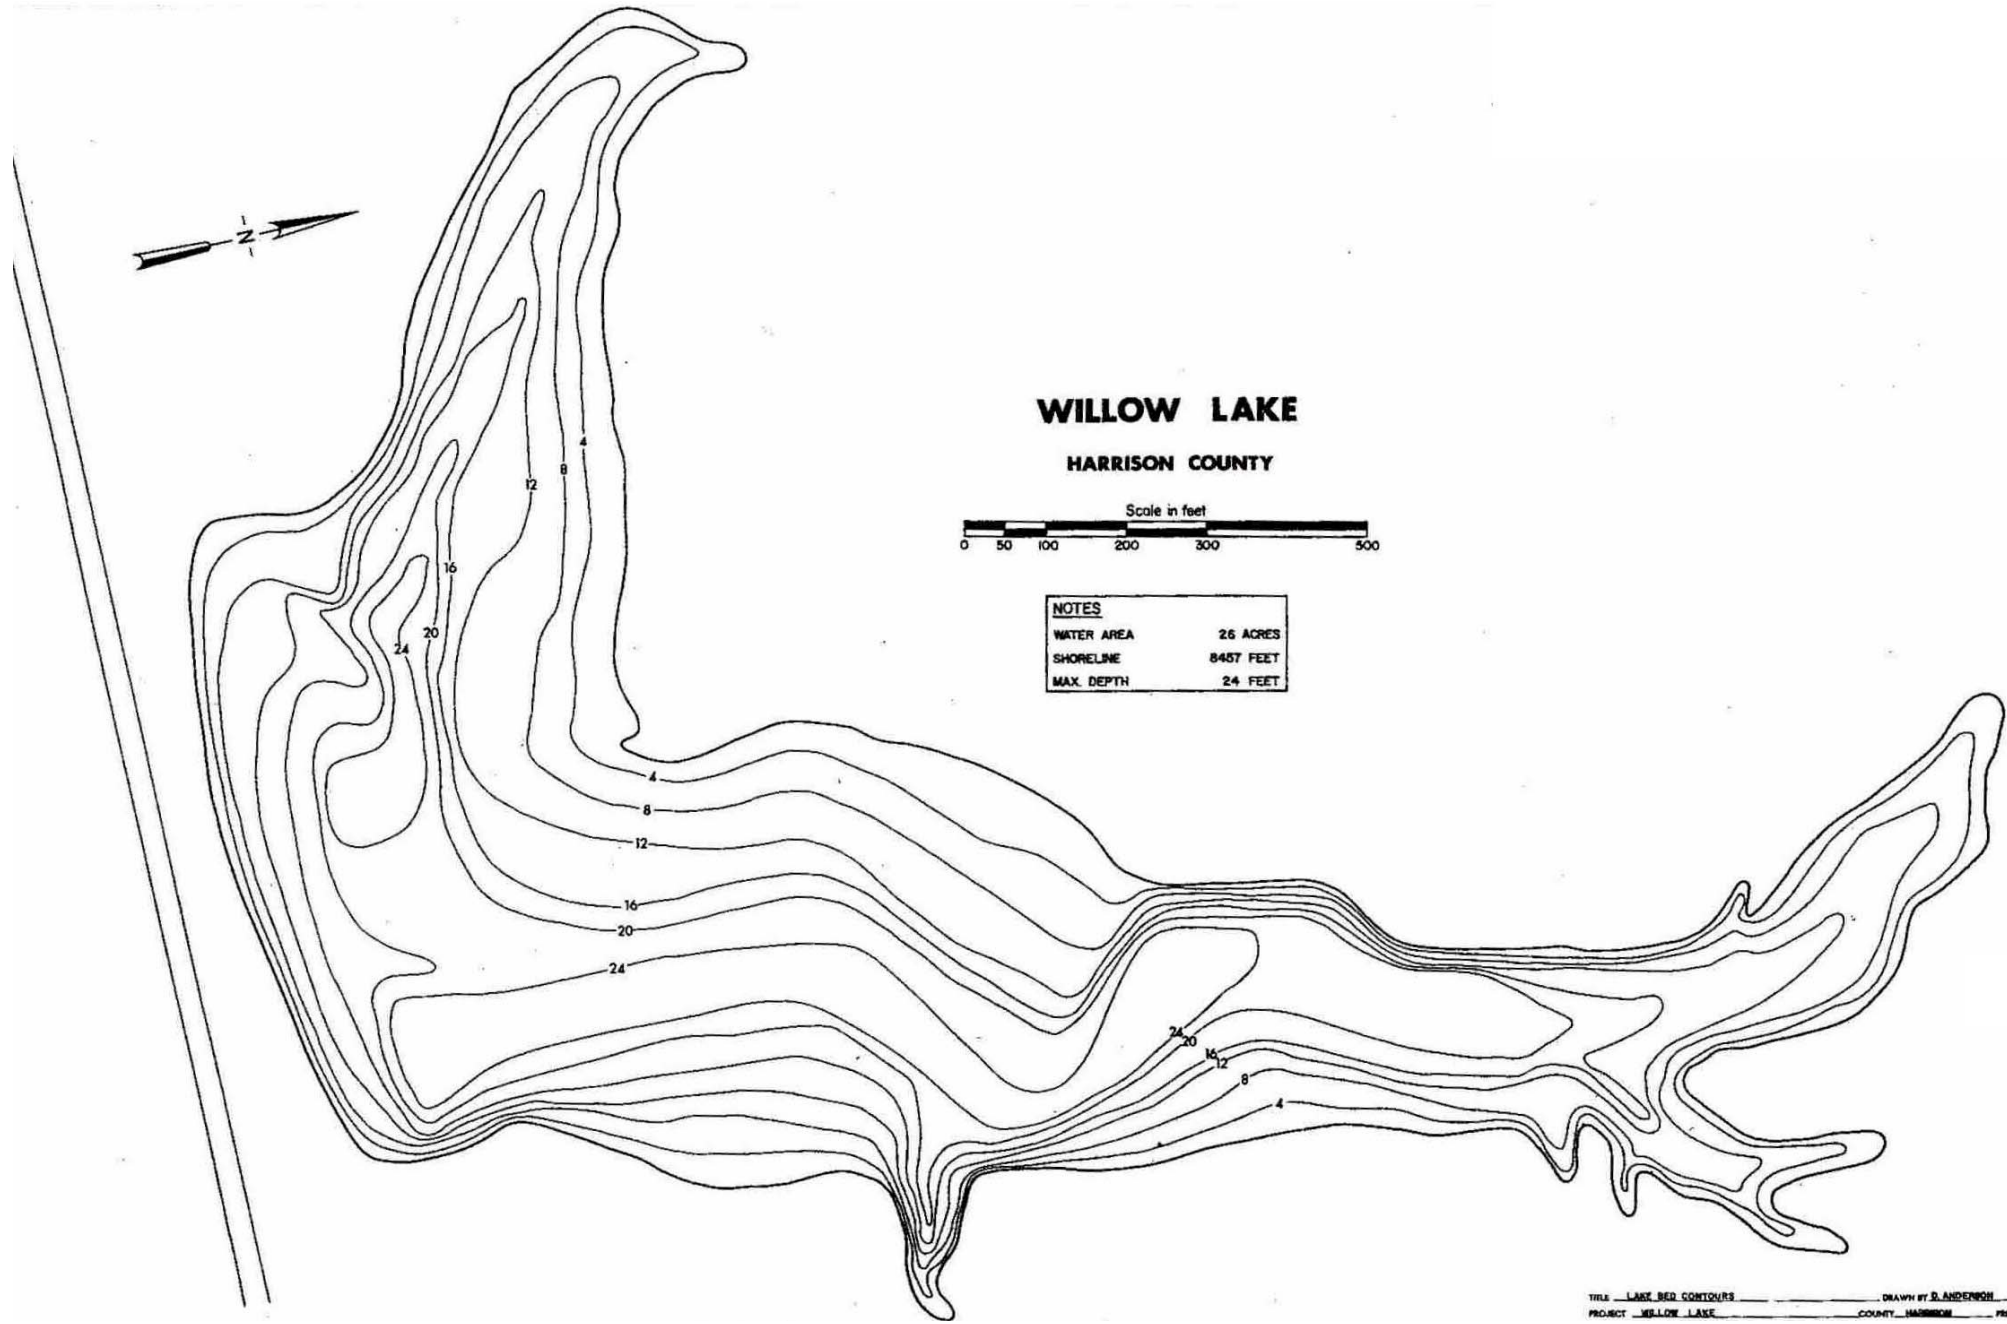 N
WILLOW LAKE
HARRISON COUNTY
Scale in feet
0 50 100 200 300 500
NOTES
WATER AREA 26 ACRES
SHORELINE 8457 FEET
MAX. DEPTH 24 FEET
4
8
12
16
20
24
4
8
12
16
20
24
24
20
16
12
8
4
TITLE LAKE BED CONTOURS DRAWN BY D. ANDERSON
PROJECT WILLOW LAKE COUNTY HARRISON